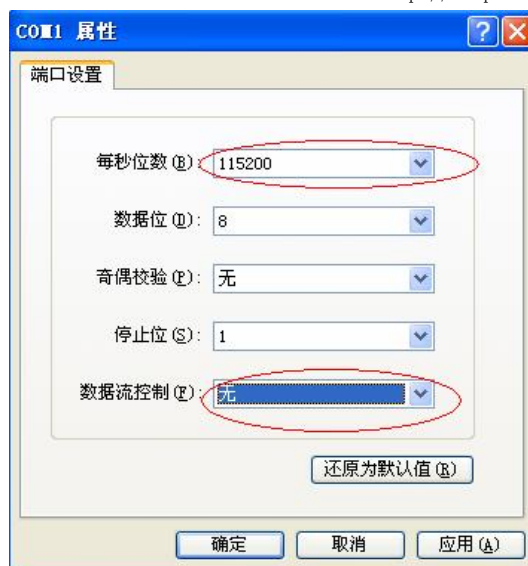 COM1 属性
端口设置
每秒位数(B): 115200
数据位(D): 8
奇偶校验(P): 无
停止位(S): 1
数据流控制(F): 无
还原为默认值(R)
确定 取消 应用(A)